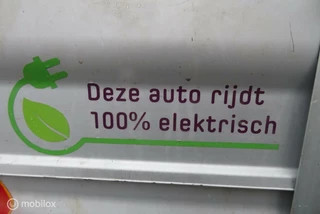 Deze auto rijdt
100% elektrisch
mobilox